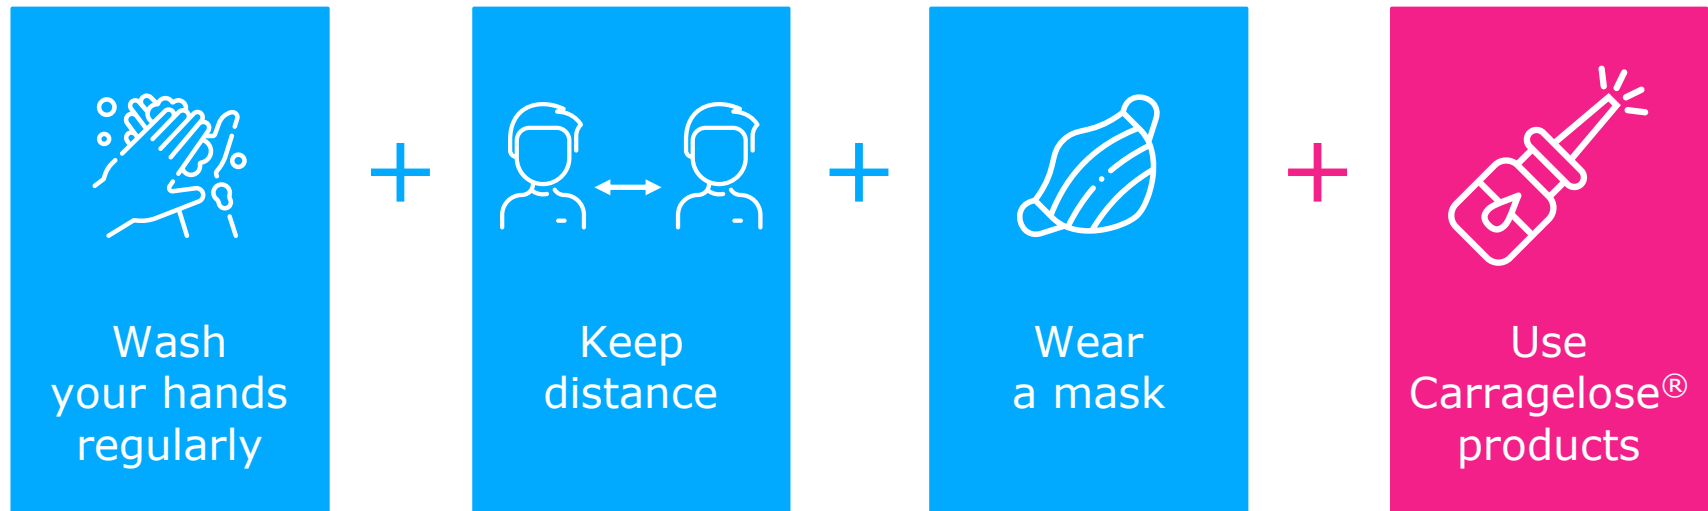 Wash
your hands
regularly
Keep
distance
Wear
a mask
Use
Carragelose®
products